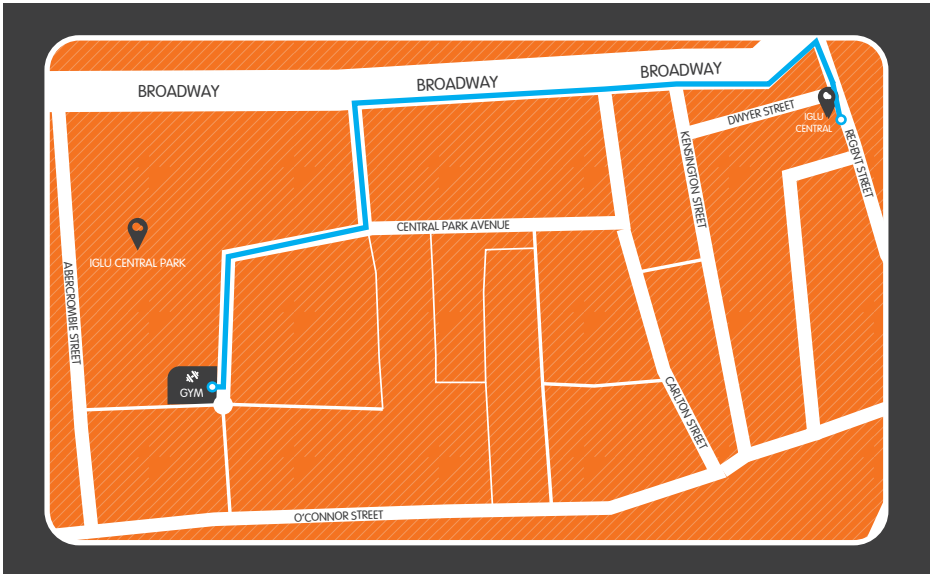 BROADWAY
BROADWAY
BROADWAY
DWYER STREET
IGLU
CENTRAL
REGENT STREET
KENSINGTON STREET
CENTRAL PARK AVENUE
IGLU CENTRAL PARK
ABERCROMBIE STREET
GYM
CARLTON STREET
O'CONNOR STREET